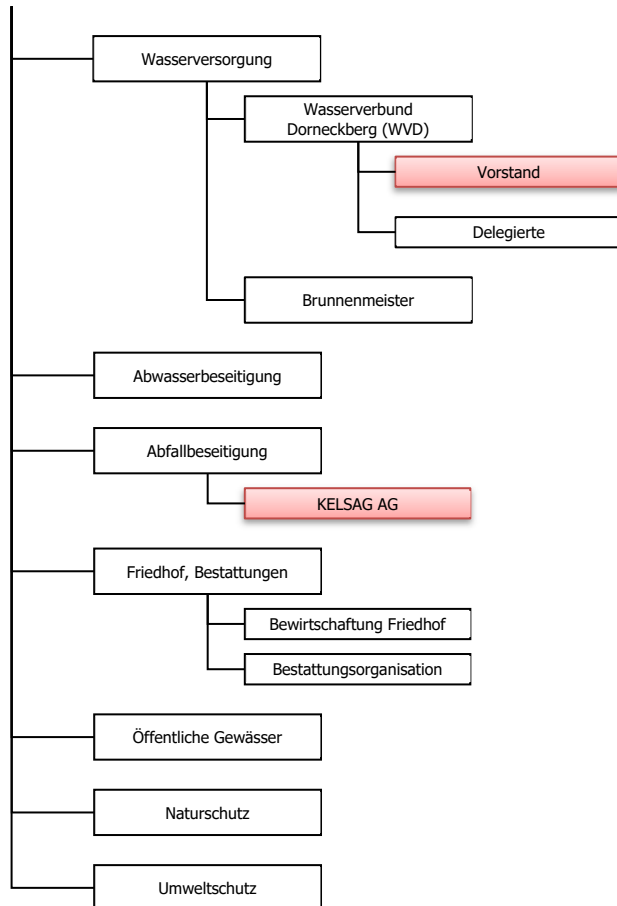 Wasserversorgung
Wasserverbund
Dorneckberg (WVD)
Vorstand
Delegierte
Brunnenmeister
Abwasserbeseitigung
Abfallbeseitigung
KELSAG AG
Friedhof, Bestattungen
Bewirtschaftung Friedhof
Bestattungsorganisation
Öffentliche Gewässer
Naturschutz
Umweltschutz